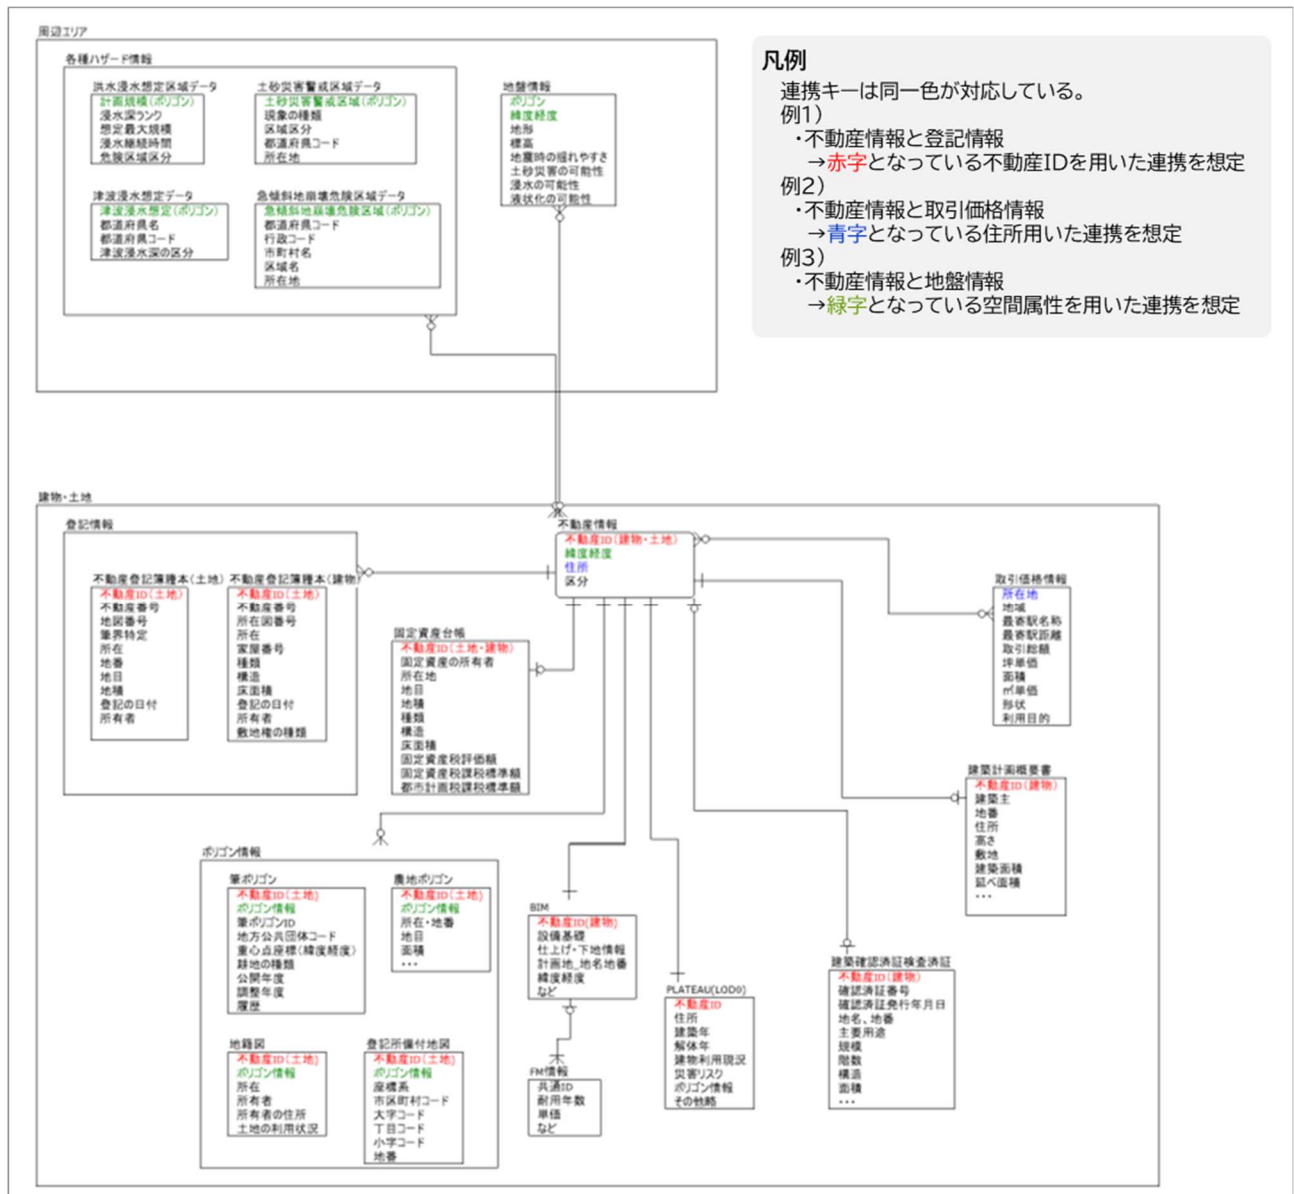 周辺エリア
各種ハザード情報
洪水浸水想定区域データ
計画規模(ポリゴン)
浸水深ランク
想定最大規模
浸水継続時間
危険区域区分
土砂災害警戒区域データ
土砂災害警戒区域(ポリゴン)
現象の種類
区域区分
都道府県コード
所在地
津波浸水想定データ
津波浸水想定(ポリゴン)
都道府県名
都道府県コード
津波浸水深の区分
急傾斜地崩壊危険区域データ
急傾斜地崩壊危険区域(ポリゴン)
都道府県コード
行政コード
市町村名
区域名
所在地
地盤情報
ポリゴン
緯度経度
地形
標高
地震時の揺れやすさ
土砂災害の可能性
浸水の可能性
液状化の可能性
凡例
連携キーは同一色が対応している。
例1)
・不動産情報と登記情報
→赤字となっている不動産IDを用いた連携を想定
例2)
・不動産情報と取引価格情報
→青字となっている住所用いた連携を想定
例3)
・不動産情報と地盤情報
→緑字となっている空間属性を用いた連携を想定
建物・土地
登記情報
不動産登記簿謄本(土地)
不動産ID(土地)
不動産番号
地図番号
筆界特定
所在
地番
地目
地積
登記の日付
所有者
不動産登記簿謄本(建物)
不動産ID(土地)
不動産番号
所在図番号
所在
家屋番号
種類
構造
床面積
登記の日付
所有者
敷地権の種類
不動産情報
不動産ID(建物・土地)
緯度経度
住所
区分
固定資産台帳
不動産ID(土地・建物)
固定資産の所有者
所在地
地目
地積
種類
構造
床面積
固定資産税評価額
固定資産税課税標準額
都市計画税課税標準額
取引価格情報
所在地
地域
最寄駅名称
最寄駅距離
取引総額
坪単価
面積
㎡単価
形状
利用目的
建築計画概要書
不動産ID(建物)
建築主
地番
住所
高さ
敷地
建築面積
延べ面積
・・・
ポリゴン情報
筆ポリゴン
不動産ID(土地)
ポリゴン情報
筆ポリゴンID
地方公共団体コード
重心点座標(緯度経度)
耕地の種類
公開年度
調整年度
履歴
農地ポリゴン
不動産ID(土地)
ポリゴン情報
所在・地番
地目
面積
・・・
地籍図
不動産ID(土地)
ポリゴン情報
所在
所有者
所有者の住所
土地の利用状況
登記所備付地図
不動産ID(土地)
ポリゴン情報
座標系
市区町村コード
大字コード
丁目コード
小字コード
地番
BIM
不動産ID(建物)
設備基礎
仕上げ・下地情報
計画地_地名地番
緯度経度
など
FM情報
共通ID
耐用年数
単価
など
PLATEAU(LOD0)
不動産ID
住所
建築年
解体年
建物利用現況
災害リスク
ポリゴン情報
その他略
建築確認済証検査済証
不動産ID(建物)
確認済証番号
確認済証発行年月日
地名、地番
主要用途
規模
階数
構造
面積
・・・